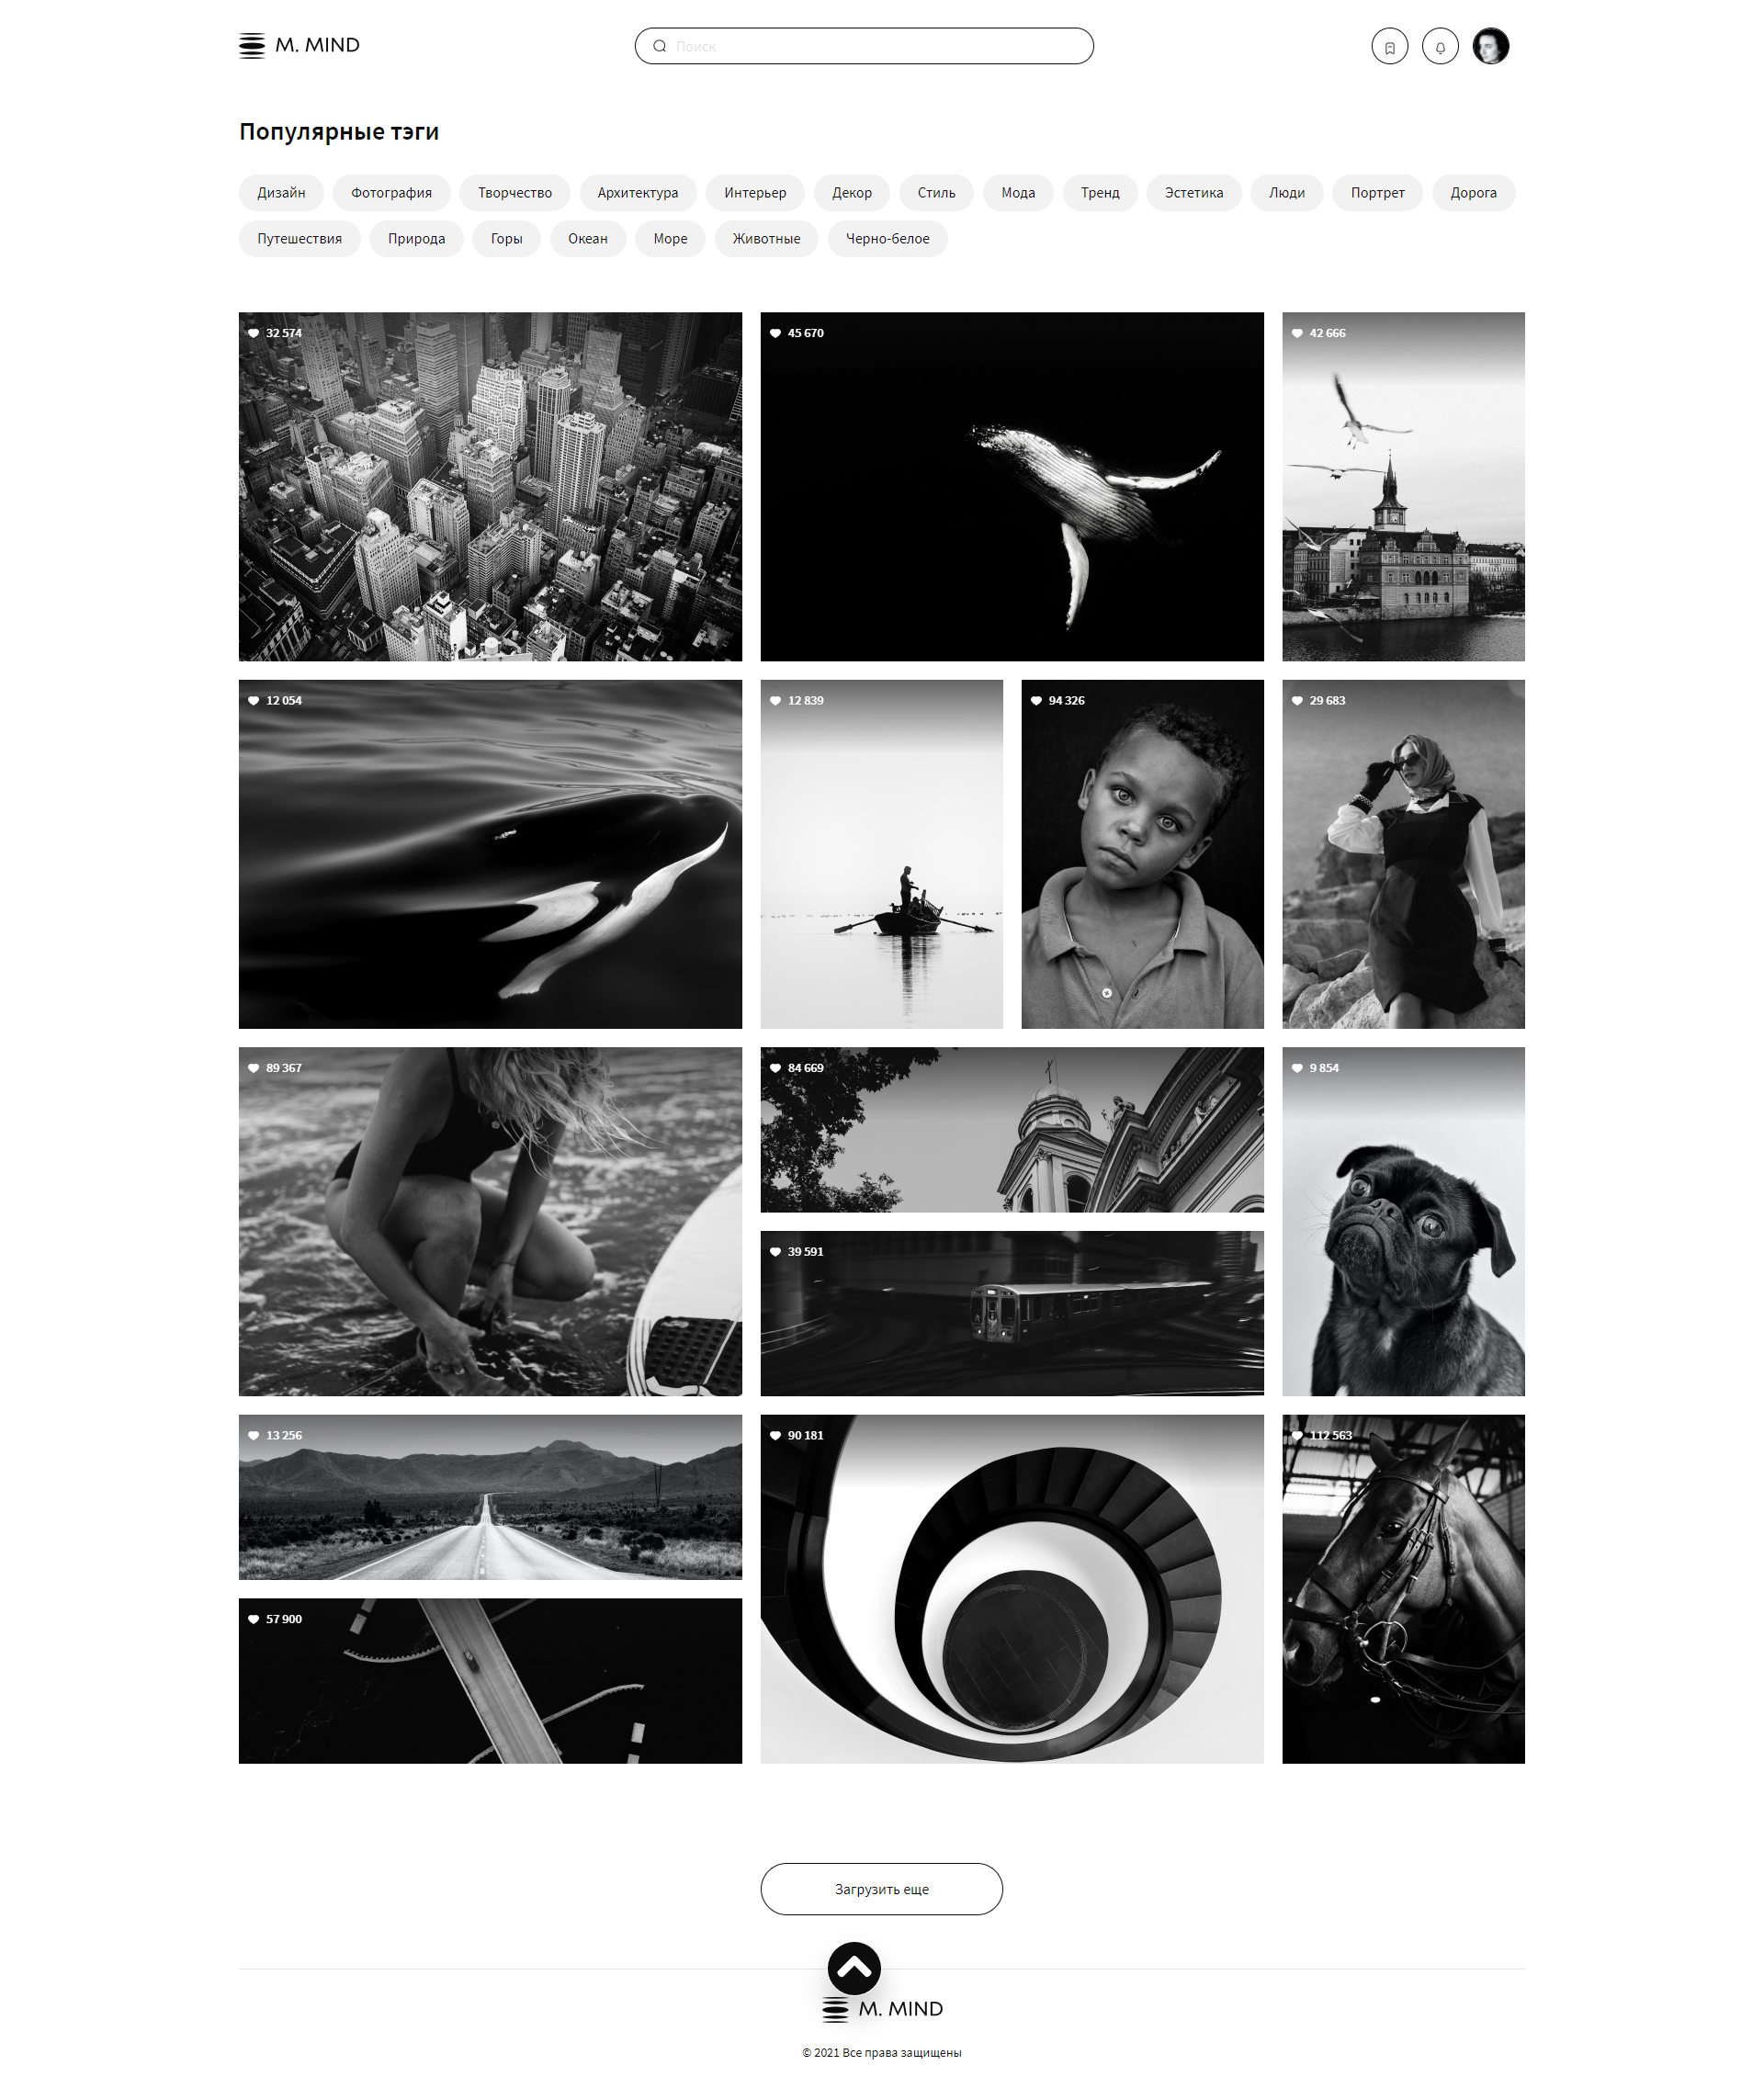 M. MIND
Поиск
Популярные тэги
Дизайн Фотография Творчество Архитектура Интерьер Декор Стиль Мода Тренд Эстетика Люди Портрет Дорога
Путешествия Природа Горы Океан Море Животные Черно-белое
32 574
45 670
42 666
12 054
12 839
94 326
29 683
89 367
84 669
9 854
39 591
13 256
90 181
112 563
57 900
Загрузить еще
M. MIND
© 2021 Все права защищены